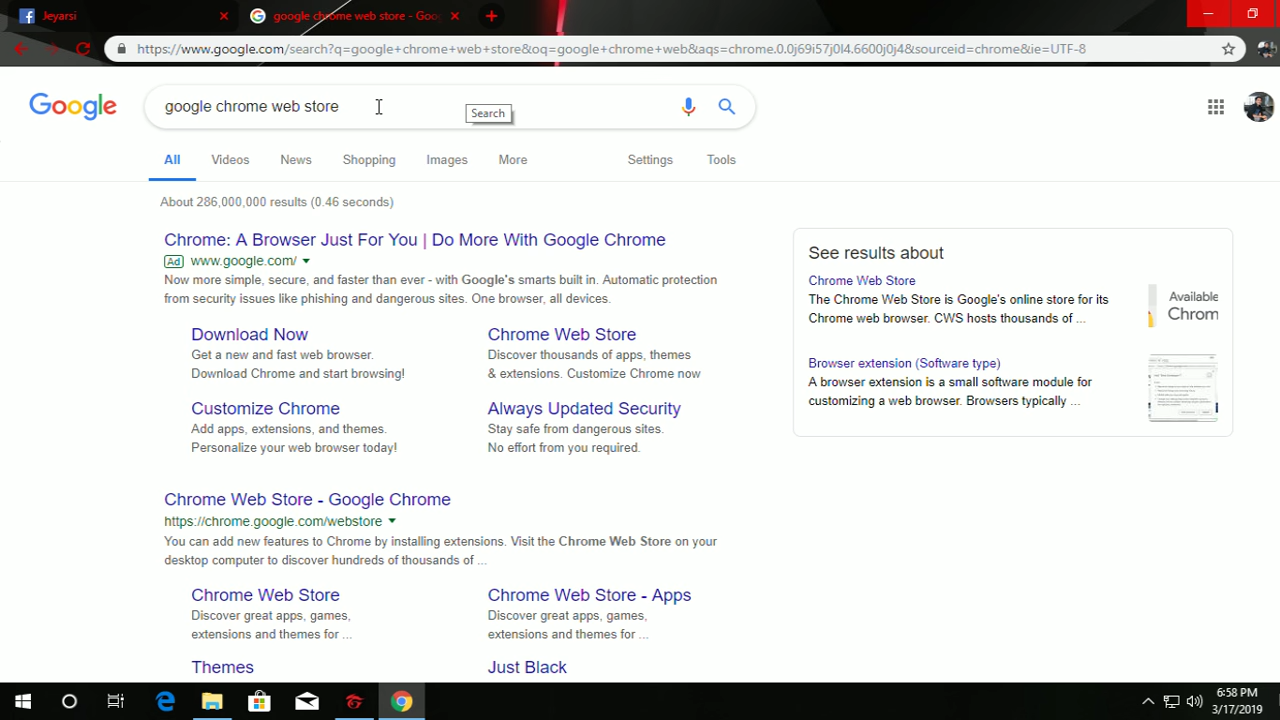 Jeyarsi
google chrome web store - Goo
https://www.google.com/search?q=google+chrome+web+store&oq=google+chrome+web&aqs=chrome.0.0j69i57j0l4.6600j0j4&sourceid=chrome&ie=UTF-8
Google
google chrome web store
Search
All
Videos
News
Shopping
Images
More
Settings
Tools
About 286,000,000 results (0.46 seconds)
Chrome: A Browser Just For You | Do More With Google Chrome
Ad www.google.com/
Now more simple, secure, and faster than ever - with Google's smarts built in. Automatic protection
from security issues like phishing and dangerous sites. One browser, all devices.
Download Now
Get a new and fast web browser.
Download Chrome and start browsing!
Chrome Web Store
Discover thousands of apps, themes
& extensions. Customize Chrome now
Customize Chrome
Add apps, extensions, and themes.
Personalize your web browser today!
Always Updated Security
Stay safe from dangerous sites.
No effort from you required.
Chrome Web Store - Google Chrome
https://chrome.google.com/webstore
You can add new features to Chrome by installing extensions. Visit the Chrome Web Store on your
desktop computer to discover hundreds of thousands of ...
Chrome Web Store
Discover great apps, games,
extensions and themes for ...
Chrome Web Store - Apps
Discover great apps, games,
extensions and themes for ...
Themes
Just Black
See results about
Chrome Web Store
The Chrome Web Store is Google's online store for its
Chrome web browser. CWS hosts thousands of ...
Available
Chrom
Browser extension (Software type)
A browser extension is a small software module for
customizing a web browser. Browsers typically ...
6:58 PM
3/17/2019